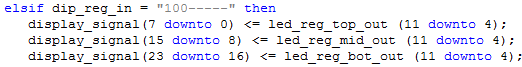 elsif dip_reg_in = "100-----" then
display_signal(7 downto 0) <= led_reg_top_out (11 downto 4);
display_signal(15 downto 8) <= led_reg_mid_out (11 downto 4);
display_signal(23 downto 16) <= led_reg_bot_out (11 downto 4);